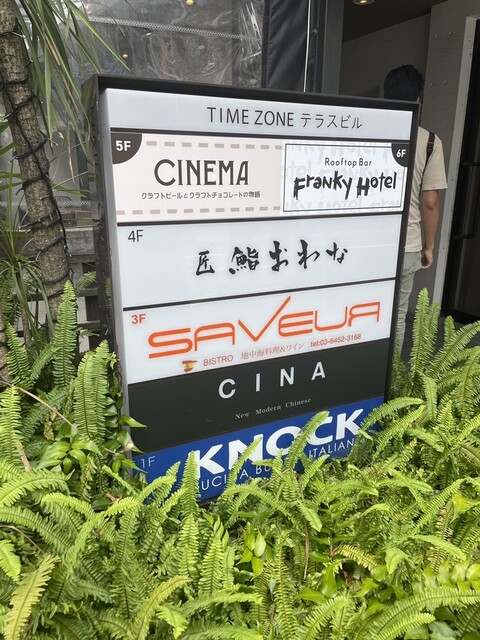 TIME ZONE テラスビル
5F
CINEMA
クラフトビールとクラフトチョコレートの物語
6F
Rooftop Bar
Franky Hotel
4F
匠 鮨 おわな
3F
SAVEUR
BISTRO 地中海料理&ワイン tel:03-6452-3168
CINA
New Modern Chinese
1F
KNOCK
ITALIAN